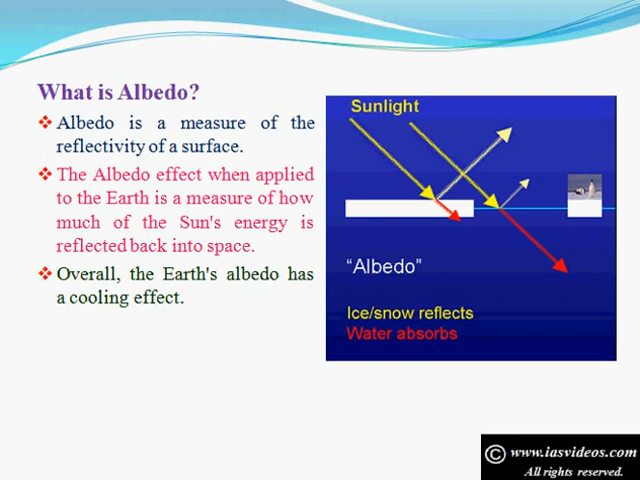 What is Albedo?
Albedo is a measure of the
reflectivity of a surface.
The Albedo effect when applied
to the Earth is a measure of how
much of the Sun's energy is
reflected back into space.
Overall, the Earth's albedo has
a cooling effect.
Sunlight
“Albedo”
Ice/snow reflects
Water absorbs
© www.iasvideos.com
All rights reserved.